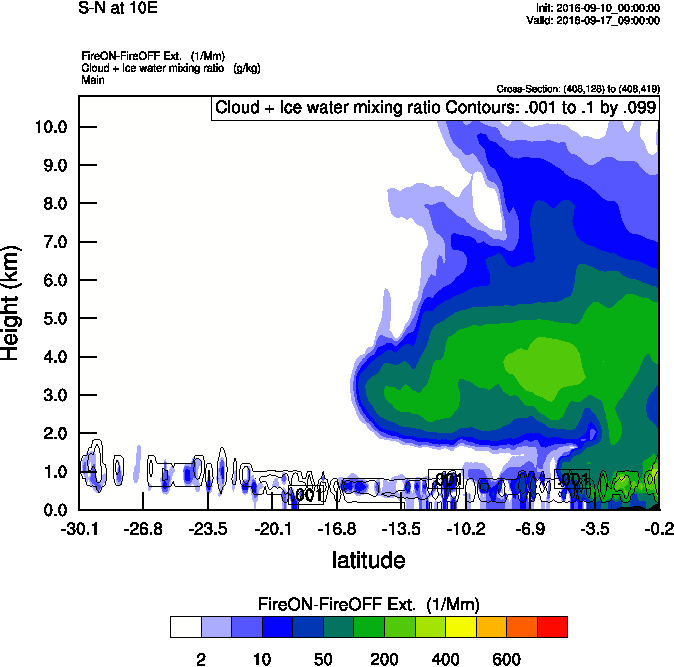 S-N at 10E
Init: 2016-09-10_00:00:00
Valid: 2016-09-17_09:00:00
FireON-FireOFF Ext. (1/Mm)
Cloud + Ice water mixing ratio (g/kg)
Main
Cross-Section: (408,128) to (408,419)
Cloud + Ice water mixing ratio Contours: .001 to .1 by .099
10.0
9.0
8.0
7.0
6.0
5.0
4.0
3.0
2.0
1.0
0.0
Height (km)
.001
.001
.001
-30.1 -26.8 -23.5 -20.1 -16.8 -13.5 -10.2 -6.9 -3.5 -0.2
latitude
FireON-FireOFF Ext. (1/Mm)
2 10 50 200 400 600